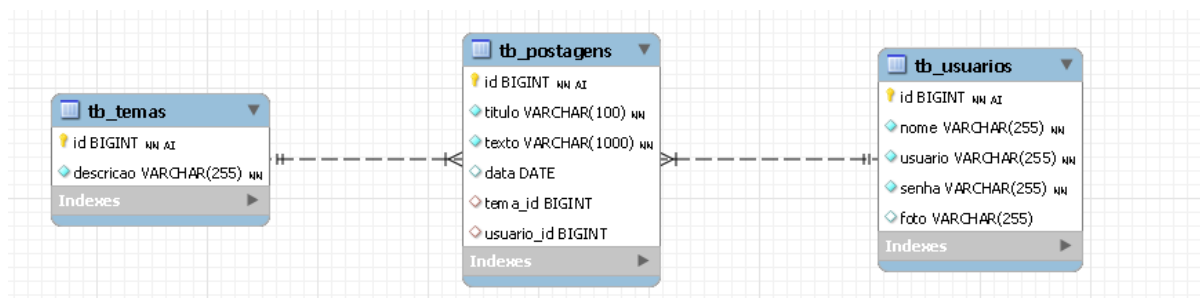 tb_temas
id BIGINT NN AI
descricao VARCHAR(255) NN
Indexes
tb_postagens
id BIGINT NN AI
titulo VARCHAR(100) NN
texto VARCHAR(1000) NN
data DATE
tema_id BIGINT
usuario_id BIGINT
Indexes
tb_usuarios
id BIGINT NN AI
nome VARCHAR(255) NN
usuario VARCHAR(255) NN
senha VARCHAR(255) NN
foto VARCHAR(255)
Indexes